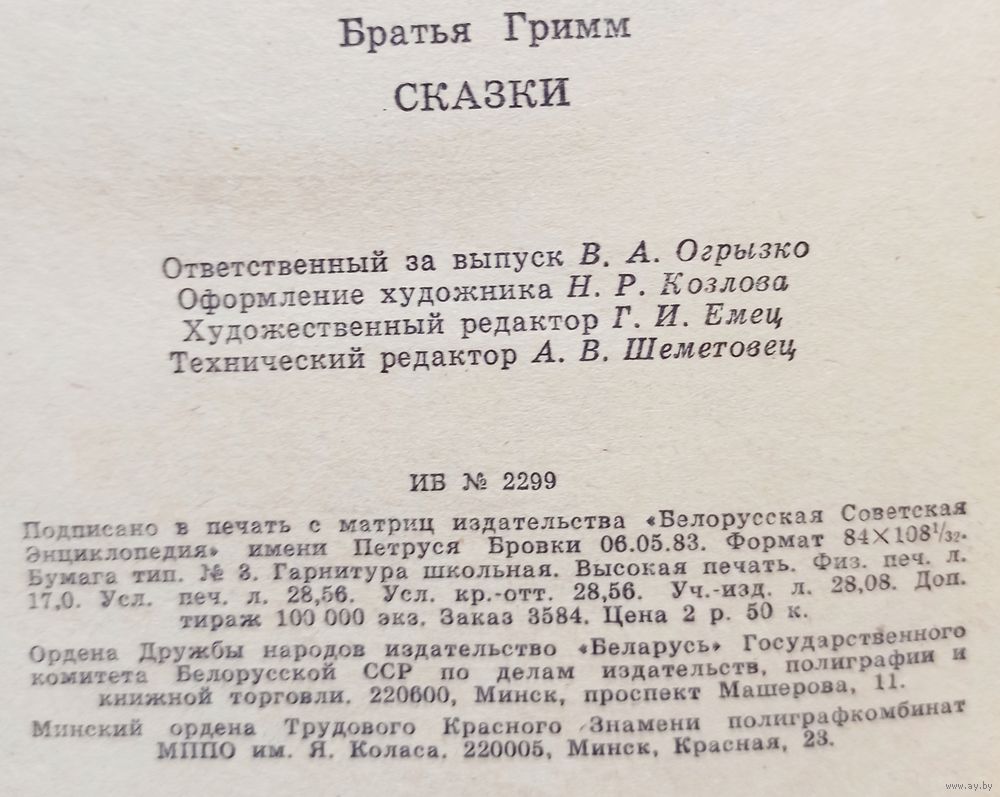 Братья Гримм
СКАЗКИ
Ответственный за выпуск В. А. Огрызко
Оформление художника Н. Р. Козлова
Художественный редактор Г. И. Емец
Технический редактор А. В. Шеметовец
ИБ № 2299
Подписано в печать с матриц издательства «Белорусская Советская
Энциклопедия» имени Петруся Бровки 06.05.83. Формат 84×108¹/₃₂.
Бумага тип. № 3. Гарнитура школьная. Высокая печать. Физ. печ. л.
17,0. Усл. печ. л. 28,56. Усл. кр.-отт. 28,56. Уч.-изд. л. 28,08. Доп.
тираж 100 000 экз. Заказ 3584. Цена 2 р. 50 к.
Ордена Дружбы народов издательство «Беларусь» Государственного
комитета Белорусской ССР по делам издательств, полиграфии и
книжной торговли. 220600, Минск, проспект Машерова, 11.
Минский ордена Трудового Красного Знамени полиграфкомбинат
МППО им. Я. Коласа. 220005, Минск, Красная, 23.
www.ay.by